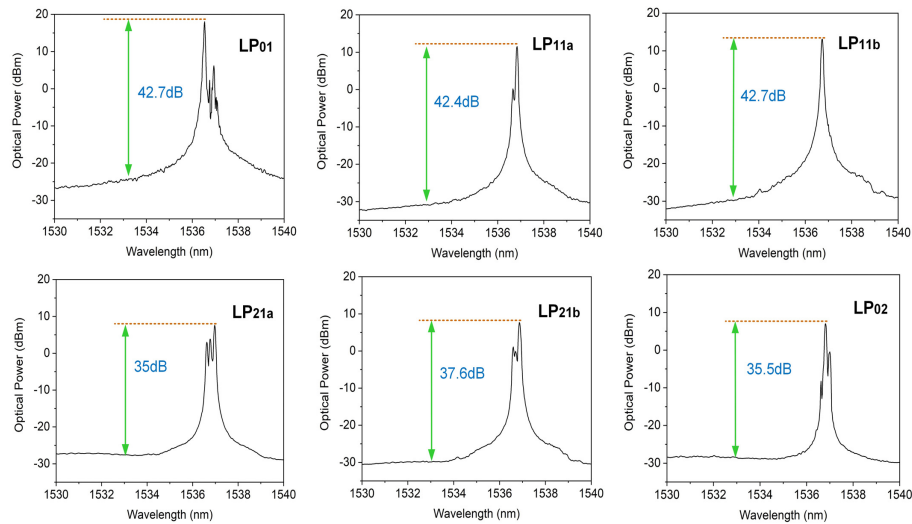 LP01
42.7dB
20
10
0
-10
-20
-30
1530 1532 1534 1536 1538 1540
Optical Power (dBm)
Wavelength (nm)
LP11a
42.4dB
20
10
0
-10
-20
-30
1530 1532 1534 1536 1538 1540
Optical Power (dBm)
Wavelength (nm)
LP11b
42.7dB
20
10
0
-10
-20
-30
1530 1532 1534 1536 1538 1540
Optical Power (dBm)
Wavelength (nm)
LP21a
35dB
20
10
0
-10
-20
-30
1530 1532 1534 1536 1538 1540
Optical Power (dBm)
Wavelength (nm)
LP21b
37.6dB
20
10
0
-10
-20
-30
1530 1532 1534 1536 1538 1540
Optical Power (dBm)
Wavelength (nm)
LP02
35.5dB
20
10
0
-10
-20
-30
1530 1532 1534 1536 1538 1540
Optical Power (dBm)
Wavelength (nm)